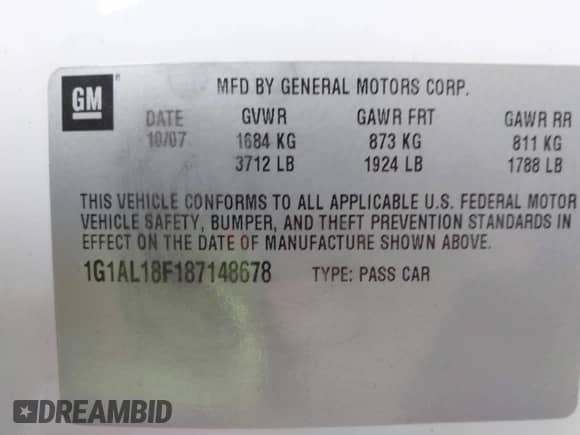 GM
®
MFD BY GENERAL MOTORS CORP.
DATE GVWR GAWR FRT GAWR RR
10/07 1684 KG 873 KG 811 KG
3712 LB 1924 LB 1788 LB
THIS VEHICLE CONFORMS TO ALL APPLICABLE U.S. FEDERAL MOTOR
VEHICLE SAFETY, BUMPER, AND THEFT PREVENTION STANDARDS IN
EFFECT ON THE DATE OF MANUFACTURE SHOWN ABOVE.
1G1AL18F187148678 TYPE: PASS CAR
DREAMBID